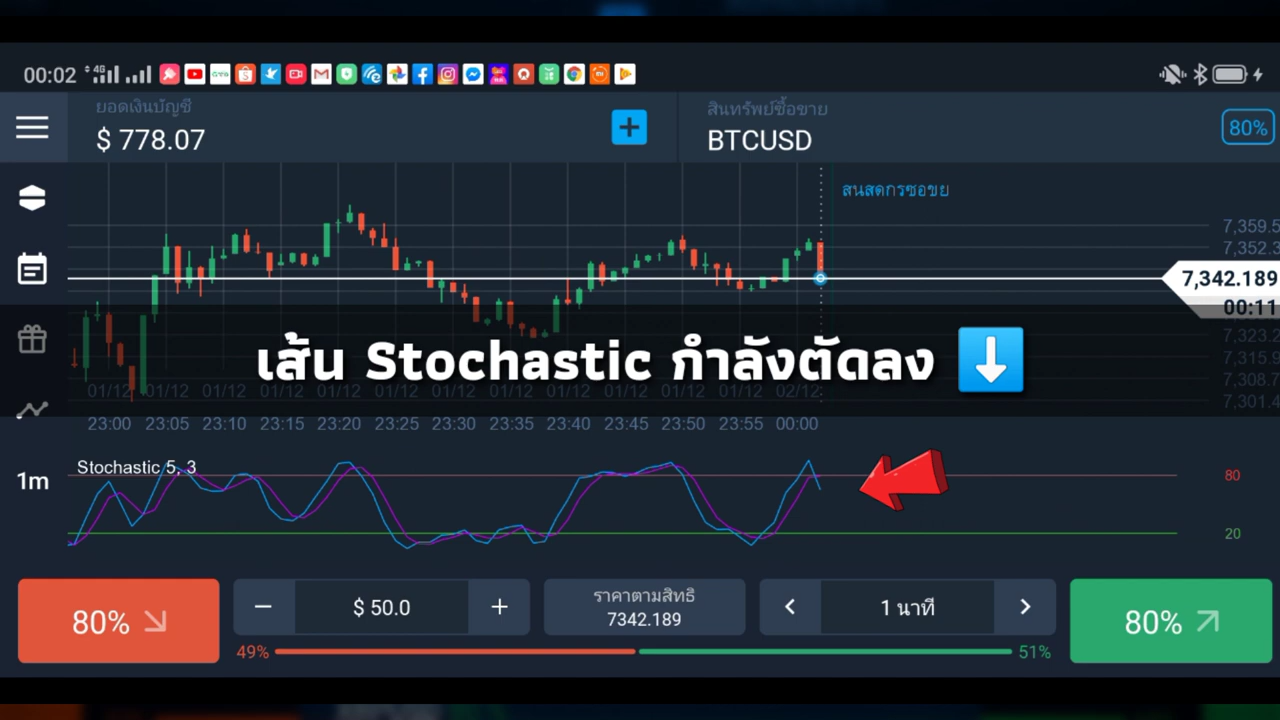 00:02 4G
ยอดเงินบัญชี
$ 778.07
สินทรัพย์ซื้อขาย
BTCUSD
80%
สนสดกรซอขย
7,359.5
7,352.3
7,342.189
00:11
7,323.2
7,315.9
7,308.7
7,301.4
เส้น Stochastic กำลังตัดลง
01/12 01/12 01/12 01/12 01/12 01/12 01/12 01/12 01/12 01/12 01/12 01/12 02/12
23:00 23:05 23:10 23:15 23:20 23:25 23:30 23:35 23:40 23:45 23:50 23:55 00:00
1m
Stochastic 5, 3
80
20
80%
$ 50.0
ราคาตามสิทธิ
7342.189
1 นาที
80%
49%
51%